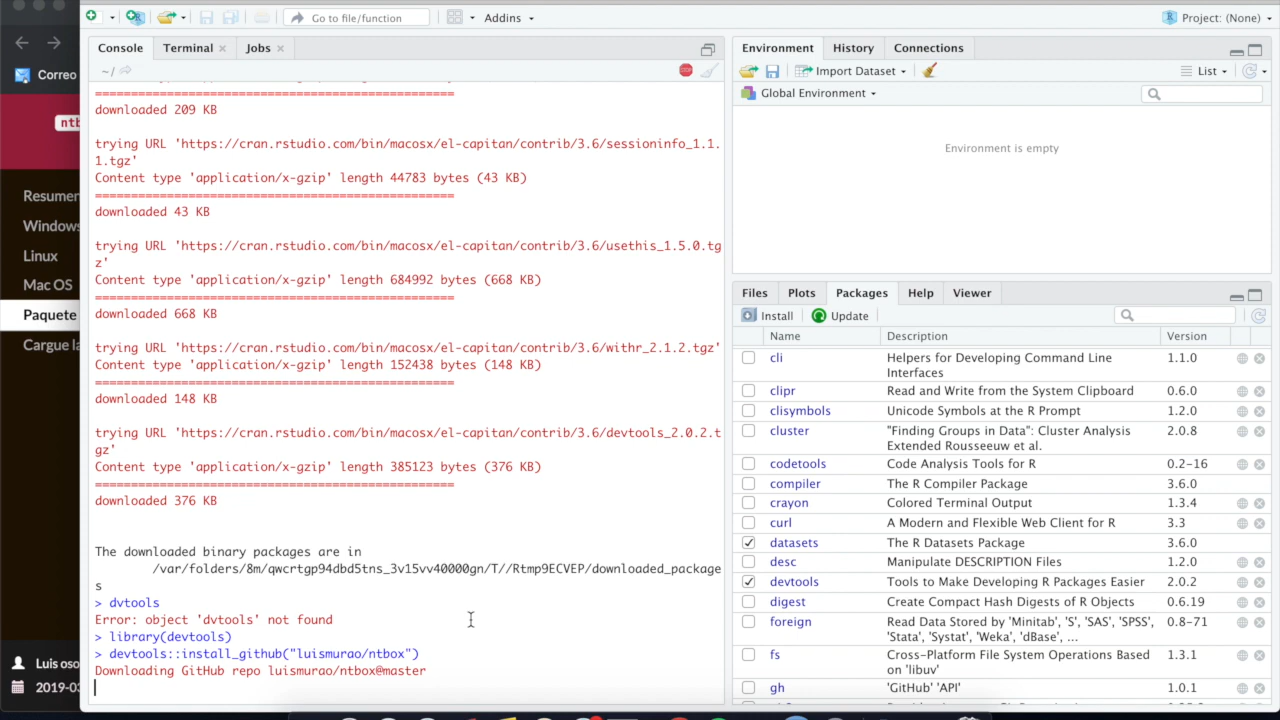 Go to file/function
Addins
Project: (None)
Correo
ntb
Resumen
Windows
Linux
Mac OS
Paquete
Cargue la
Luis oso
2019-03
Console
Terminal
Jobs
~/
==================================================
downloaded 209 KB
trying URL 'https://cran.rstudio.com/bin/macosx/el-capitan/contrib/3.6/sessioninfo_1.1.
1.tgz'
Content type 'application/x-gzip' length 44783 bytes (43 KB)
==================================================
downloaded 43 KB
trying URL 'https://cran.rstudio.com/bin/macosx/el-capitan/contrib/3.6/usethis_1.5.0.tg
z'
Content type 'application/x-gzip' length 684992 bytes (668 KB)
==================================================
downloaded 668 KB
trying URL 'https://cran.rstudio.com/bin/macosx/el-capitan/contrib/3.6/withr_2.1.2.tgz'
Content type 'application/x-gzip' length 152438 bytes (148 KB)
==================================================
downloaded 148 KB
trying URL 'https://cran.rstudio.com/bin/macosx/el-capitan/contrib/3.6/devtools_2.0.2.t
gz'
Content type 'application/x-gzip' length 385123 bytes (376 KB)
==================================================
downloaded 376 KB
The downloaded binary packages are in
/var/folders/8m/qwcrtgp94dbd5tns_3v15vv40000gn/T//Rtmp9ECVEP/downloaded_package
s
> dvtools
Error: object 'dvtools' not found
> library(devtools)
> devtools::install_github("luismurao/ntbox")
Downloading GitHub repo luismurao/ntbox@master
Environment
History
Connections
Import Dataset
List
Global Environment
Environment is empty
Files
Plots
Packages
Help
Viewer
Install
Update
Name Description Version
cli Helpers for Developing Command Line 1.1.0
Interfaces
clipr Read and Write from the System Clipboard 0.6.0
clisymbols Unicode Symbols at the R Prompt 1.2.0
cluster "Finding Groups in Data": Cluster Analysis 2.0.8
Extended Rousseeuw et al.
codetools Code Analysis Tools for R 0.2-16
compiler The R Compiler Package 3.6.0
crayon Colored Terminal Output 1.3.4
curl A Modern and Flexible Web Client for R 3.3
datasets The R Datasets Package 3.6.0
desc Manipulate DESCRIPTION Files 1.2.0
devtools Tools to Make Developing R Packages Easier 2.0.2
digest Create Compact Hash Digests of R Objects 0.6.19
foreign Read Data Stored by 'Minitab', 'S', 'SAS', 'SPSS', 0.8-71
'Stata', 'Systat', 'Weka', 'dBase', ...
fs Cross-Platform File System Operations Based 1.3.1
on 'libuv'
gh 'GitHub' 'API' 1.0.1